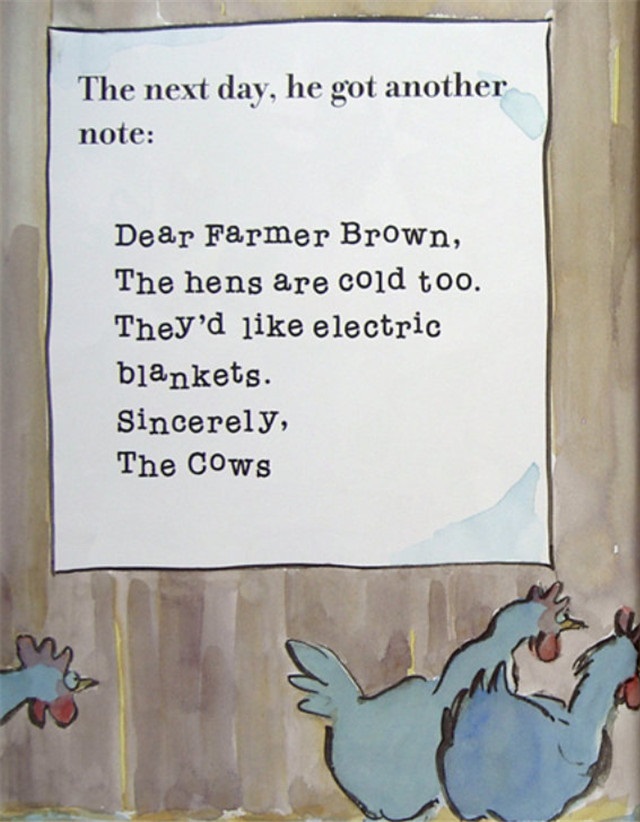 The next day, he got another
note:
Dear Farmer Brown,
The hens are cold too.
They'd like electric
blankets.
Sincerely,
The Cows